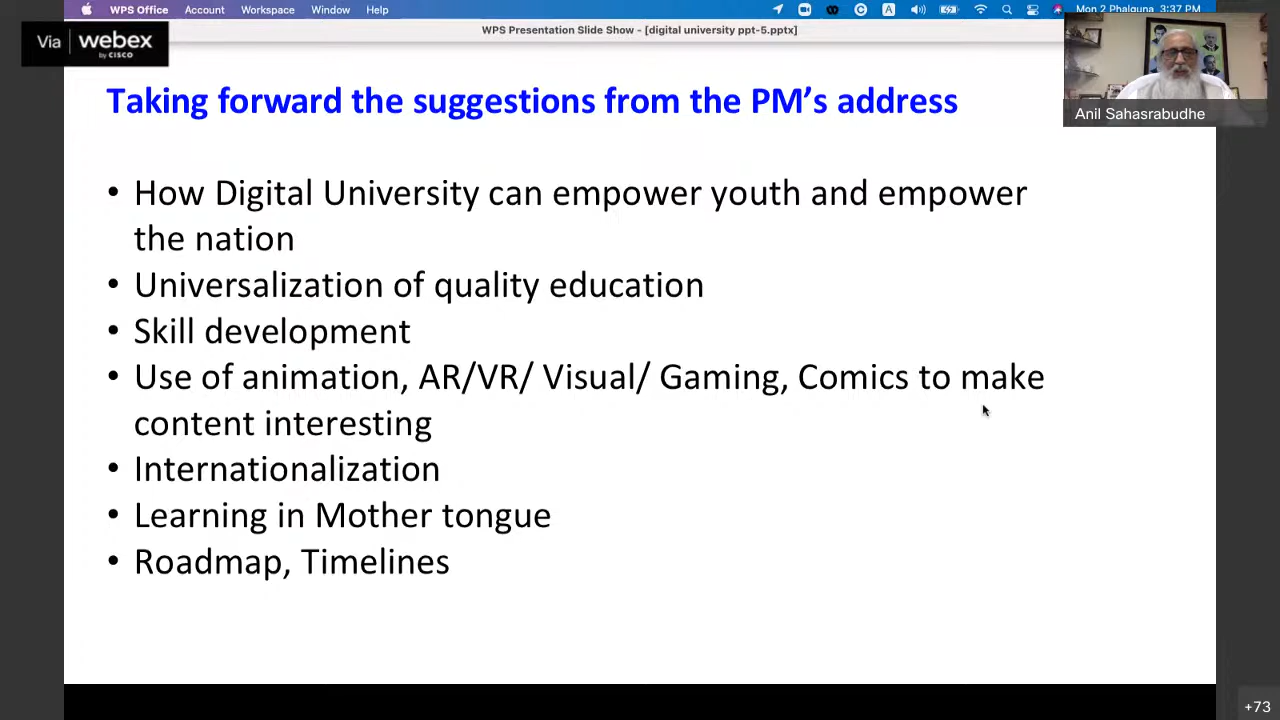 WPS Office Account Workspace Window Help
A
Mon 2 Phalguna 3:37 PM
WPS Presentation Slide Show - [digital university ppt-5.pptx]
Via webex
by CISCO
Anil Sahasrabudhe
Taking forward the suggestions from the PM’s address
• How Digital University can empower youth and empower
the nation
• Universalization of quality education
• Skill development
• Use of animation, AR/VR/ Visual/ Gaming, Comics to make
content interesting
• Internationalization
• Learning in Mother tongue
• Roadmap, Timelines
+73